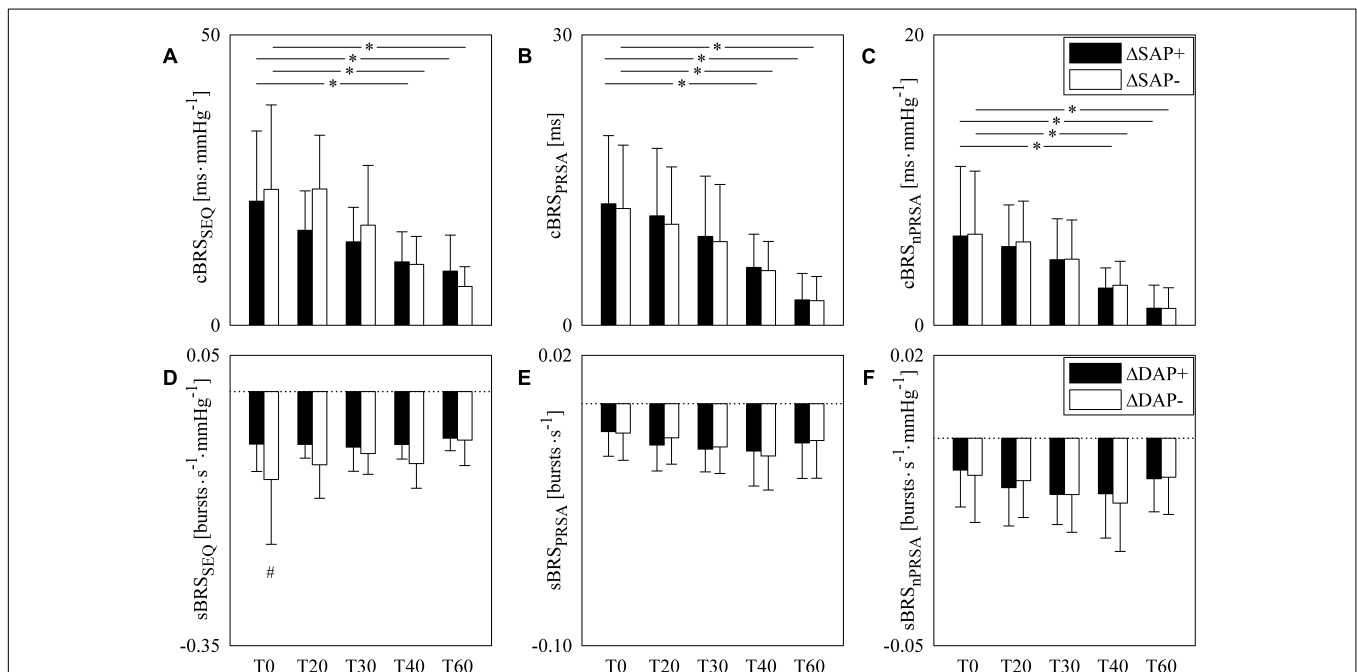 A
50
0
cBRS_SEQ [ms·mmHg⁻¹]
* 
*
*
*
B
30
0
cBRS_PRSA [ms]
*
*
*
*
C
20
0
cBRS_nPRSA [ms·mmHg⁻¹]
ΔSAP+
ΔSAP-
*
*
*
*
D
0.05
-0.35
sBRS_SEQ [bursts·s⁻¹·mmHg⁻¹]
#
T0 T20 T30 T40 T60
E
0.02
-0.10
sBRS_PRSA [bursts·s⁻¹]
T0 T20 T30 T40 T60
F
0.02
-0.05
sBRS_nPRSA [bursts·s⁻¹·mmHg⁻¹]
ΔDAP+
ΔDAP-
T0 T20 T30 T40 T60